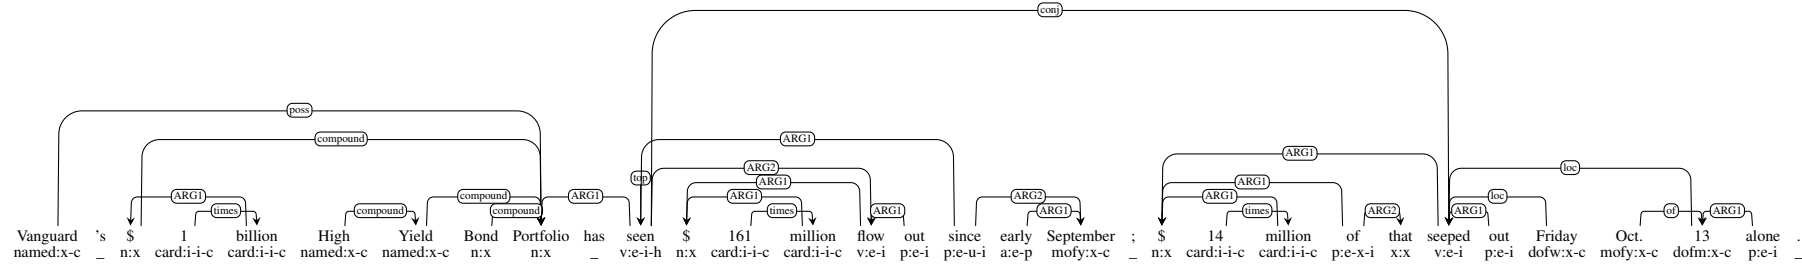 conj
poss
compound ARG1
ARG1
top ARG2 loc
ARG1 ARG1
ARG1 compound ARG1 ARG1 ARG2 ARG1 loc
times compound compound ARG1 ARG1 times ARG2 ARG1 of ARG1
times
Vanguard 's $ 1 billion High Yield Bond Portfolio has seen $ 161 million flow out since early September ; $ 14 million of that seeped out Friday Oct. 13 alone .
named:x-c _ n:x card:i-i-c card:i-i-c named:x-c named:x-c n:x n:x _ v:e-i-h n:x card:i-i-c card:i-i-c v:e-i p:e-i p:e-u-i a:e-p mofy:x-c _ n:x card:i-i-c card:i-i-c p:e-x-i x:x v:e-i p:e-i dofw:x-c mofy:x-c dofm:x-c p:e-i _